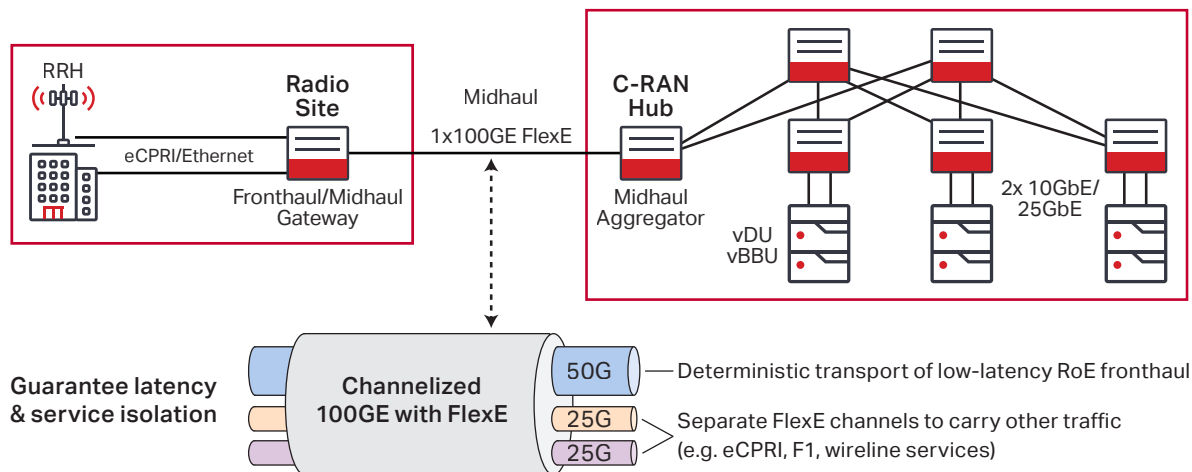 RRH
Radio
Site
eCPRI/Ethernet
Fronthaul/Midhaul
Gateway
Midhaul
1x100GE FlexE
C-RAN
Hub
Midhaul
Aggregator
vDU
vBBU
2x 10GbE/
25GbE
Guarantee latency
& service isolation
Channelized
100GE with FlexE
50G
25G
25G
Deterministic transport of low-latency RoE fronthaul
Separate FlexE channels to carry other traffic
(e.g. eCPRI, F1, wireline services)